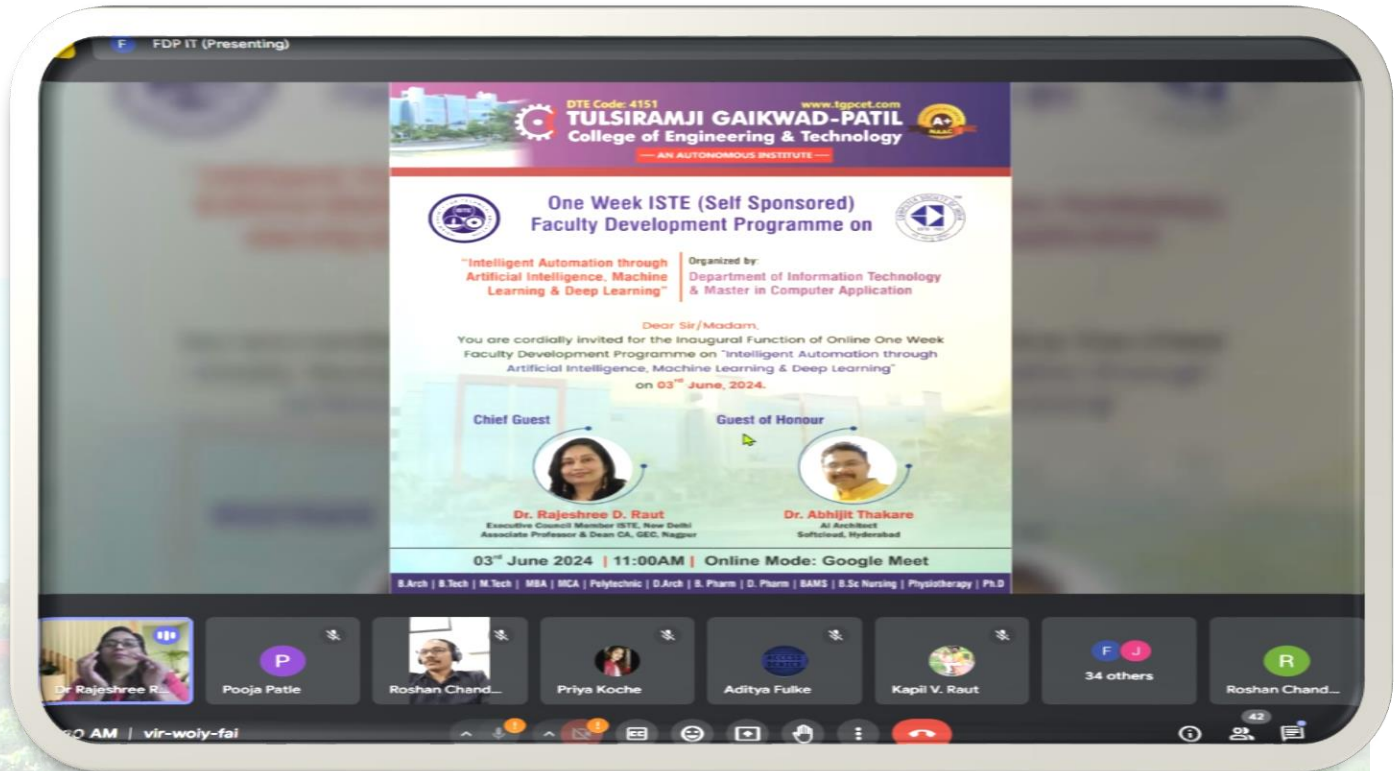 F FDP IT (Presenting)
DTE Code: 4151 www.tgpcet.com
TULSIRAMJI GAIKWAD-PATIL
College of Engineering & Technology
AN AUTONOMOUS INSTITUTE
A+
NAAC
One Week ISTE (Self Sponsored)
Faculty Development Programme on
ISTE
"Intelligent Automation through
Artificial Intelligence, Machine
Learning & Deep Learning"
Organized by:
Department of Information Technology
& Master in Computer Application
Dear Sir/Madam,
You are cordially invited for the Inaugural Function of Online One Week
Faculty Development Programme on "Intelligent Automation through
Artificial Intelligence, Machine Learning & Deep Learning"
on 03rd June, 2024.
Chief Guest
Guest of Honour
Dr. Rajeshree D. Raut
Executive Council Member ISTE, New Delhi
Associate Professor & Dean CA, GEC, Nagpur
Dr. Abhijit Thakare
AI Architect
Softcloud, Hyderabad
03rd June 2024 | 11:00AM | Online Mode: Google Meet
B.Arch | B.Tech | M.Tech | MBA | MCA | Polytechnic | D.Arch | B. Pharm | D. Pharm | BAMS | B.Sc Nursing | Physiotherapy | Ph.D
Dr Rajeshree R...
P
Pooja Patle
Roshan Chand...
Priya Koche
Aditya Fulke
Kapil V. Raut
F J
34 others
R
Roshan Chand...
AM | vir-woiy-fai
42